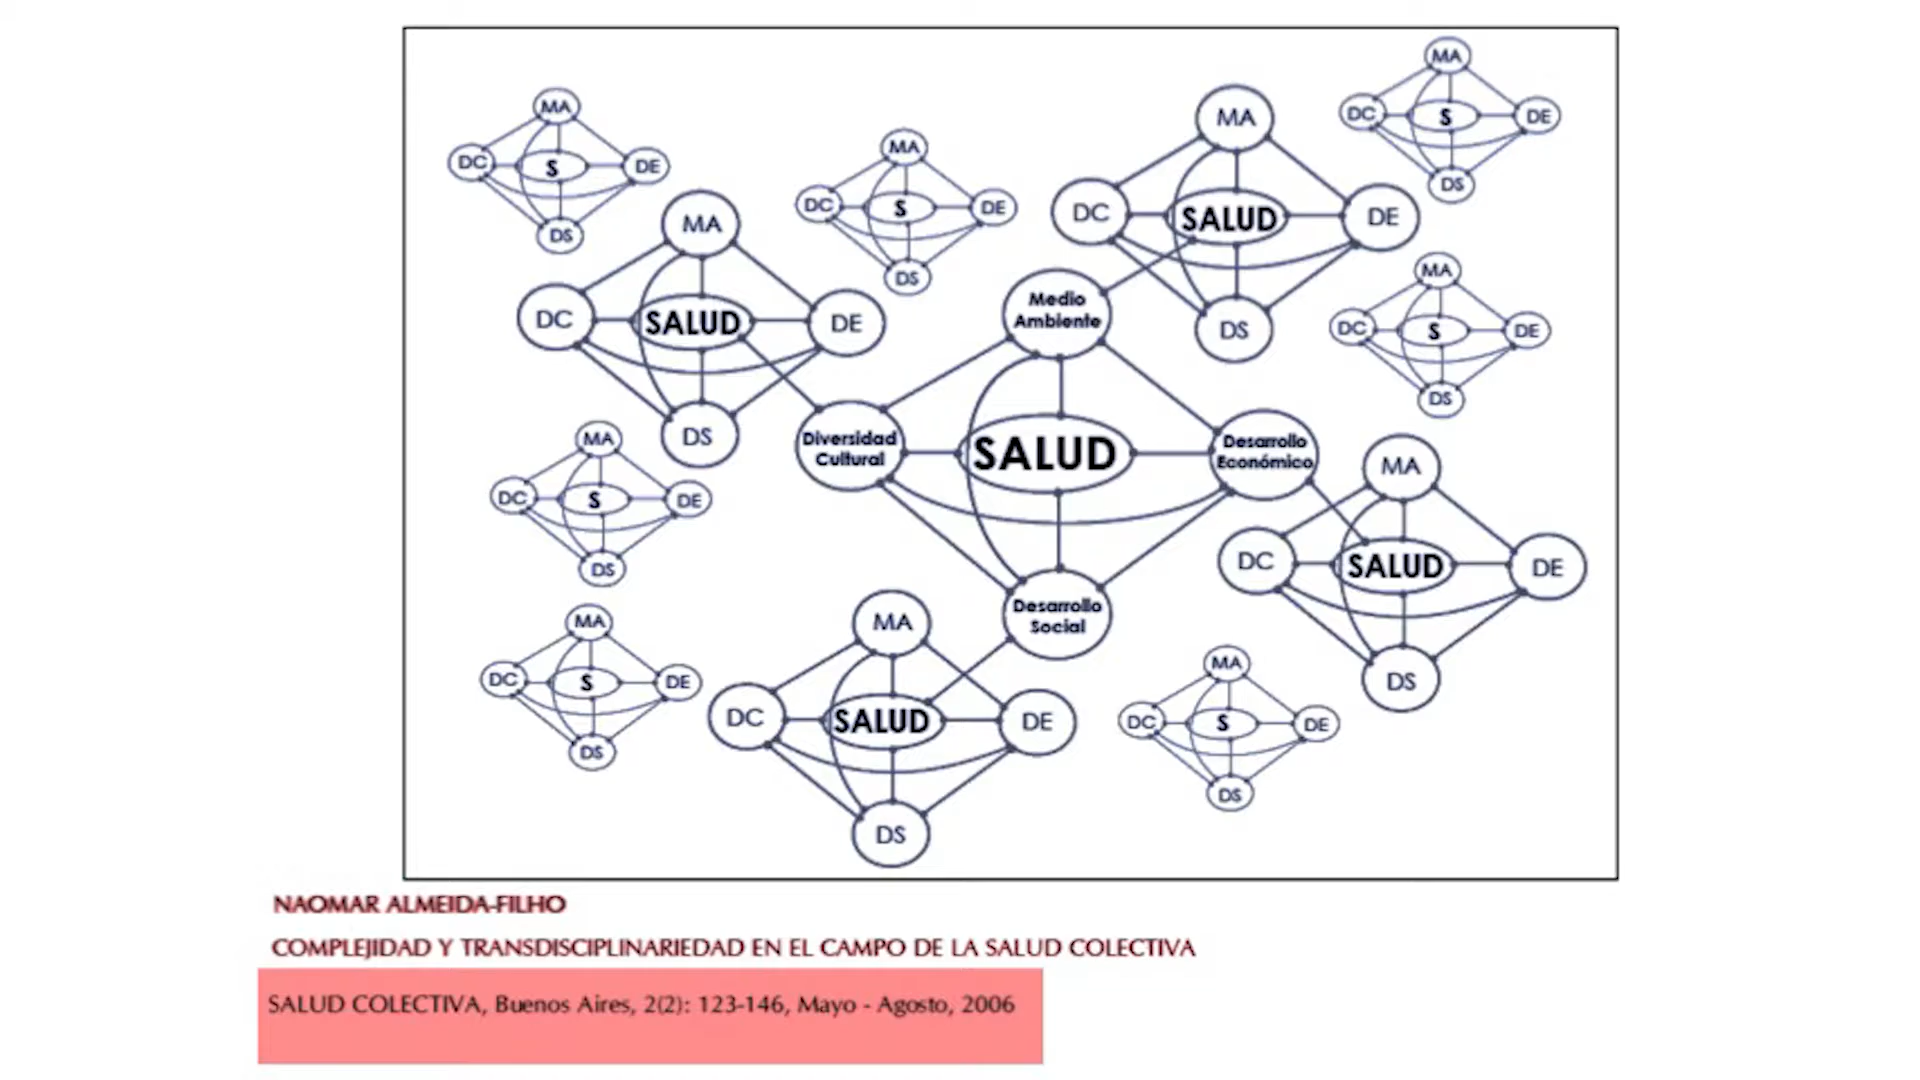 MA
DC
S
DE
DS
MA
DC
S
DE
DS
MA
DC
SALUD
DE
DS
MA
DC
S
DE
DS
MA
DC
SALUD
DE
DS
MA
DC
S
DE
DS
Medio
Ambiente
Diversidad
Cultural
SALUD
Desarrollo
Económico
Desarrollo
Social
MA
DC
S
DE
DS
MA
DC
SALUD
DE
DS
MA
DC
S
DE
DS
MA
DC
SALUD
DE
DS
MA
DC
S
DE
DS
NAOMAR ALMEIDA-FILHO
COMPLEJIDAD Y TRANSDISCIPLINARIEDAD EN EL CAMPO DE LA SALUD COLECTIVA
SALUD COLECTIVA, Buenos Aires, 2(2): 123-146, Mayo - Agosto, 2006